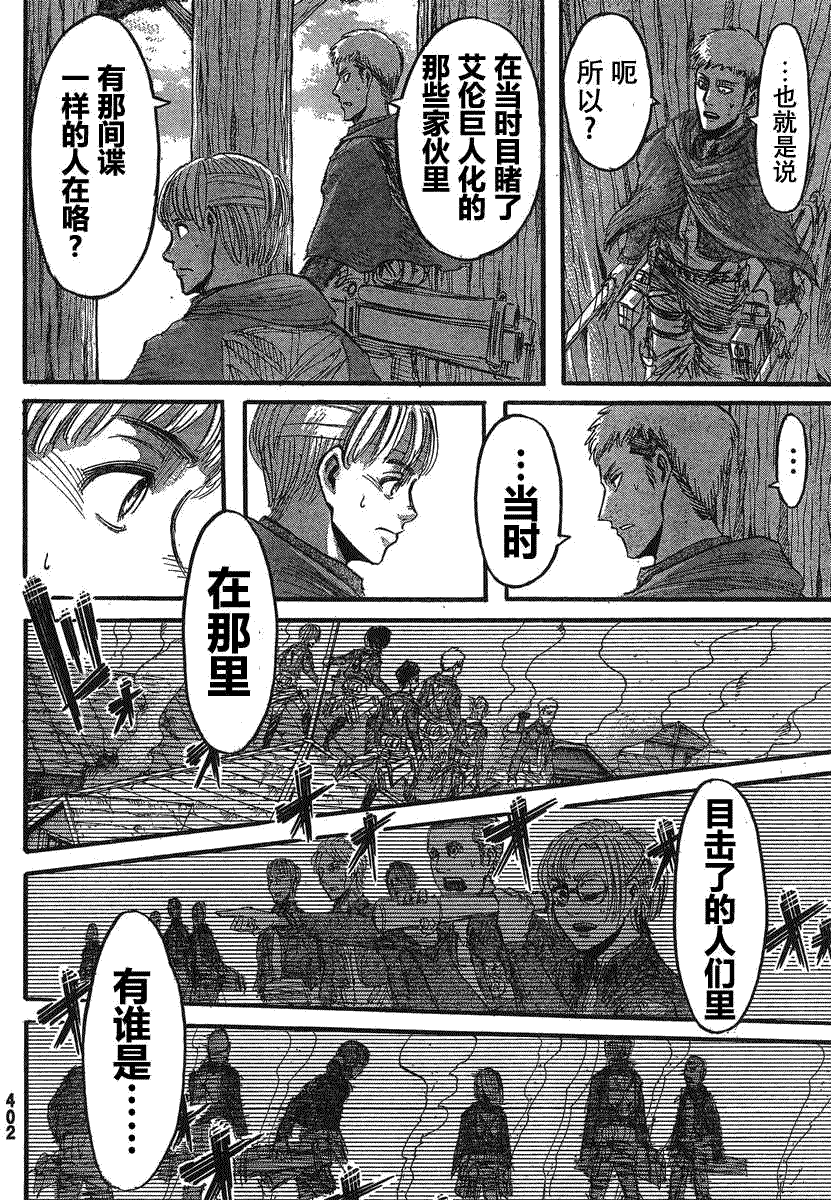 …也就是说
呃
所以？
在当时目睹了
艾伦巨人化的
那些家伙里
有那间谍
一样的人在咯？
…
…当时
在那里
目击了的人们里
有谁是……
402